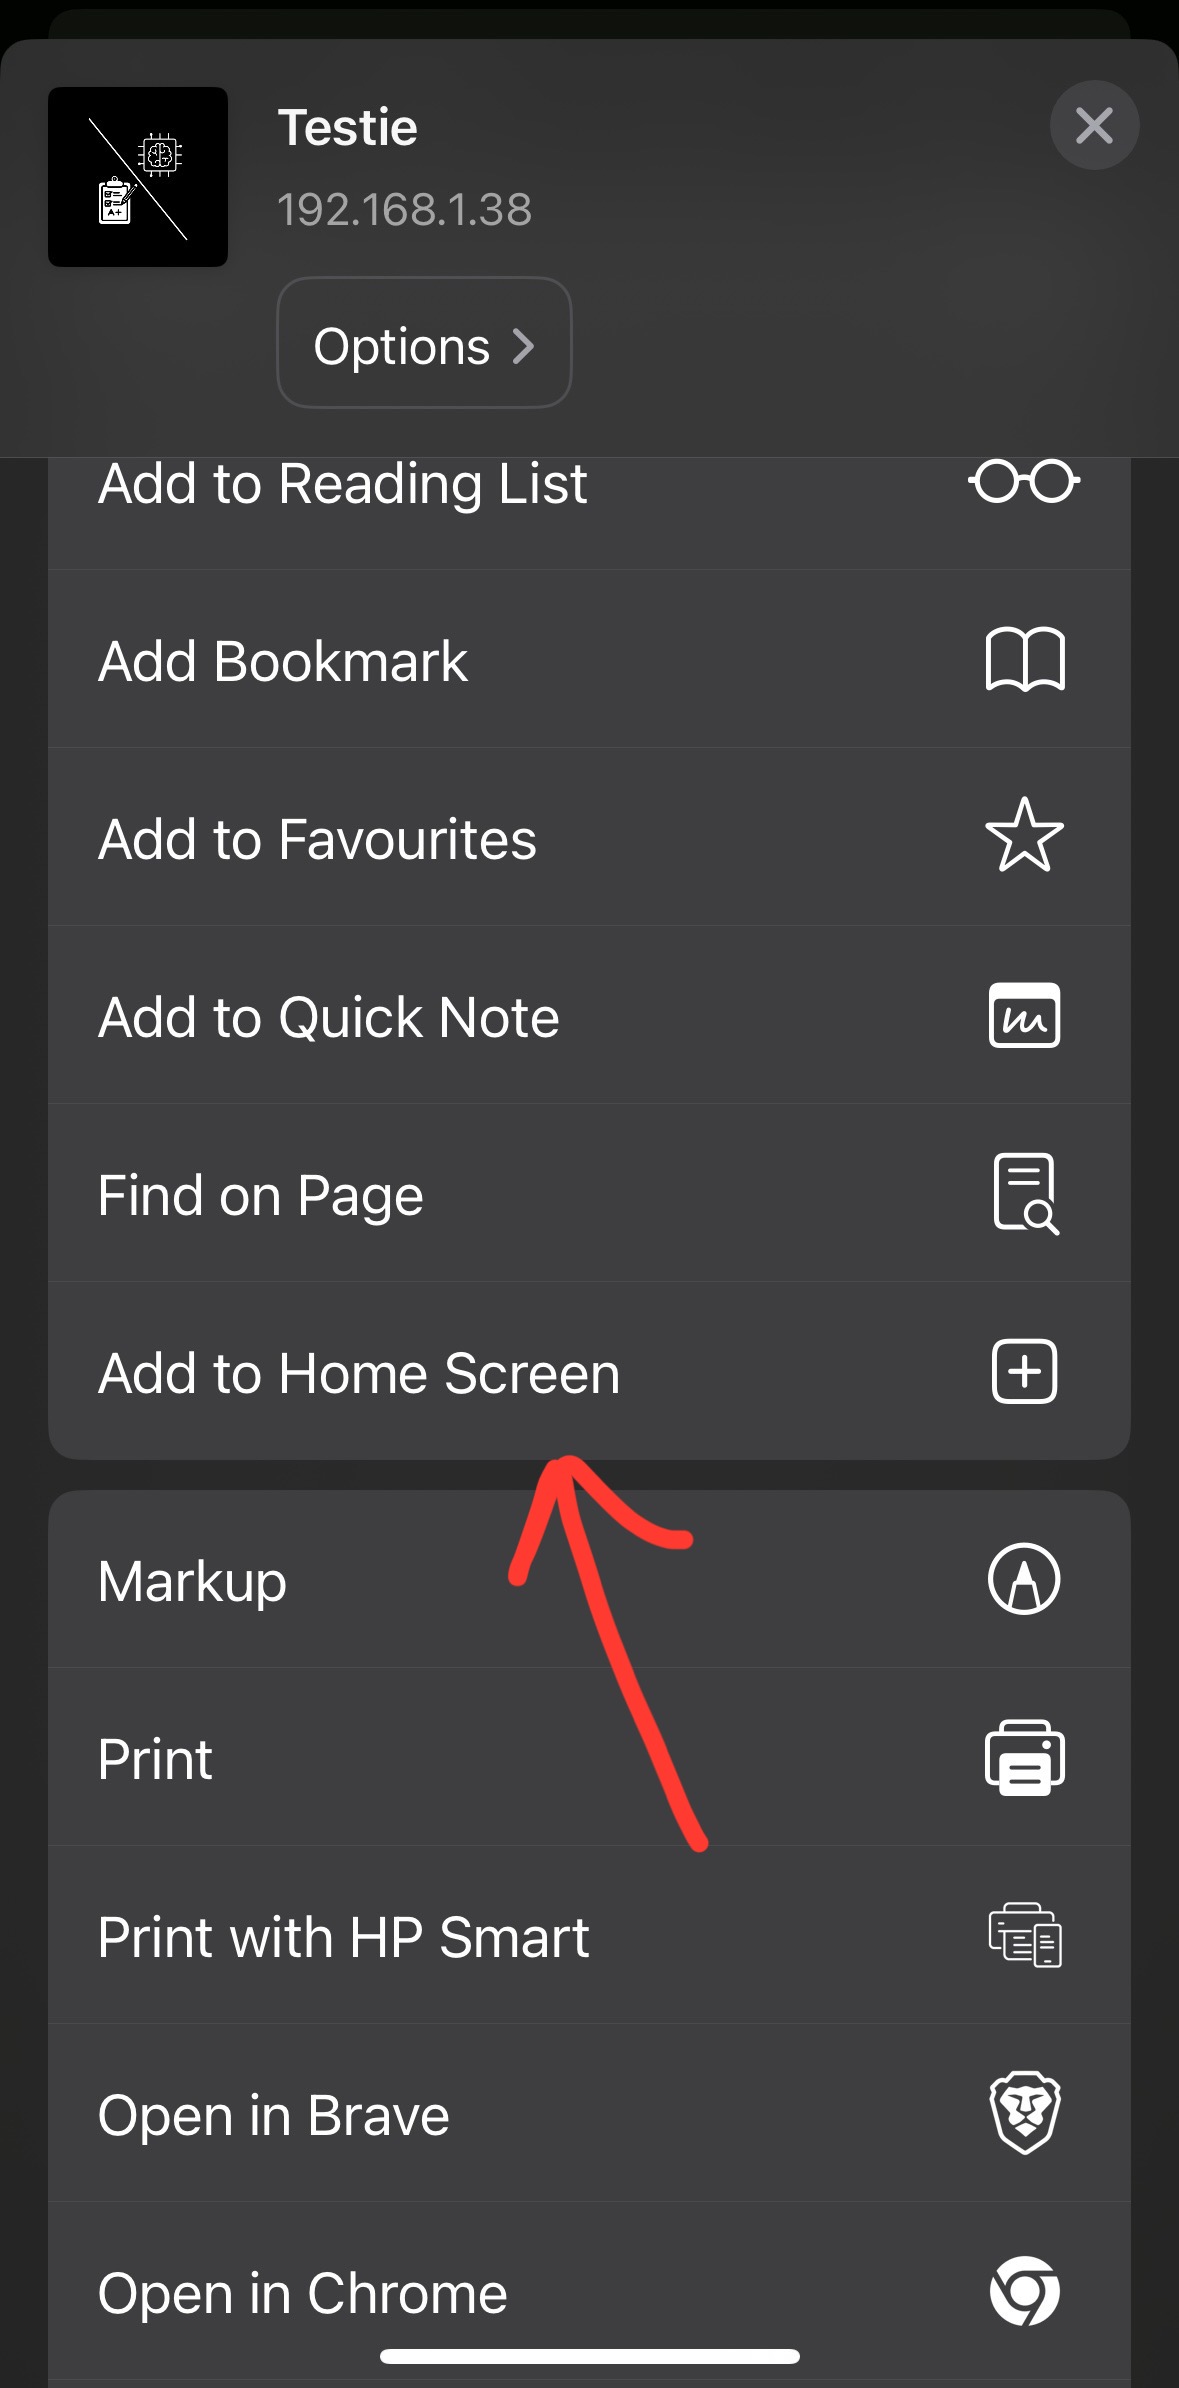 Testie
192.168.1.38
Options
Add to Reading List
Add Bookmark
Add to Favourites
Add to Quick Note
Find on Page
Add to Home Screen
Markup
Print
Print with HP Smart
Open in Brave
Open in Chrome
A+